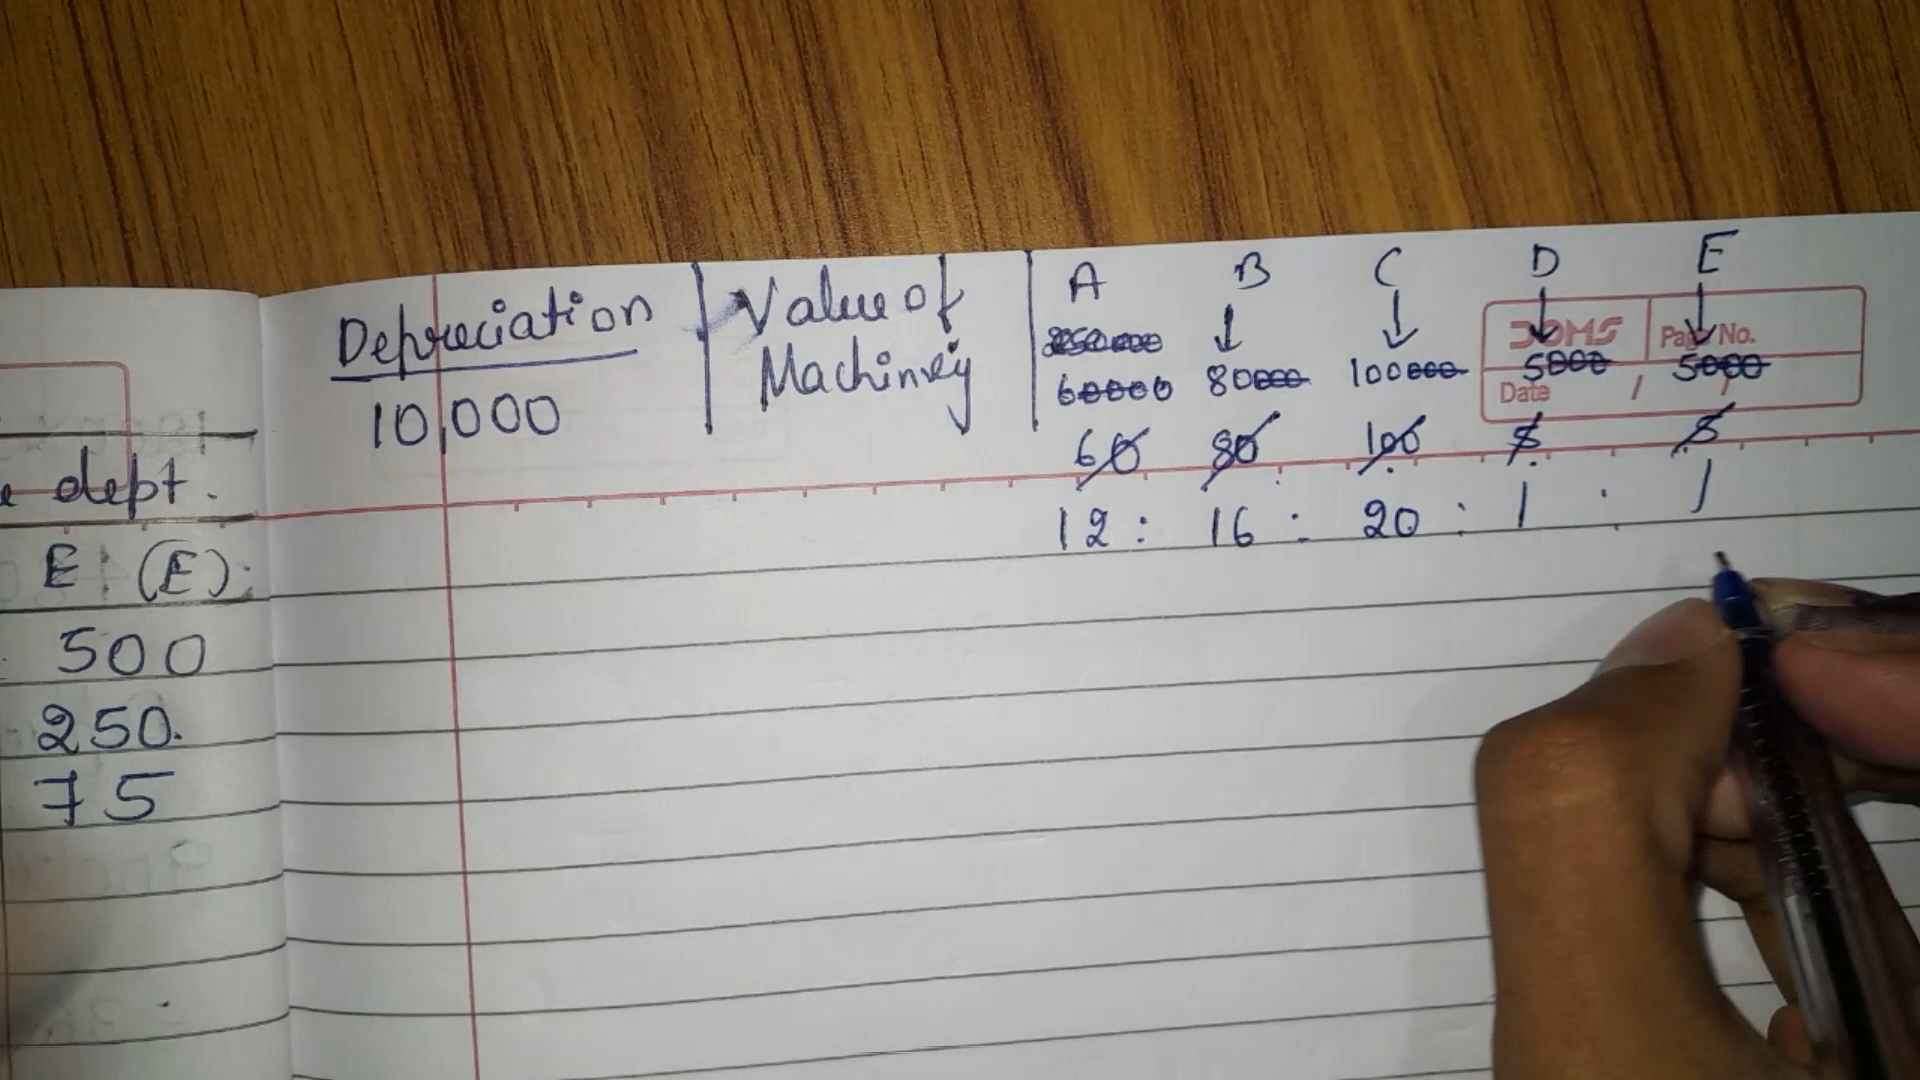 e dept.
E (E)
500
250.
75
Depreciation
10,000
Value of
Machinery
A B C D E
60000 80000 100000 5000 5000
60 80 100 5 5
12 : 16 : 20 : 1 : 1
DOMS
Page No.
Date / /